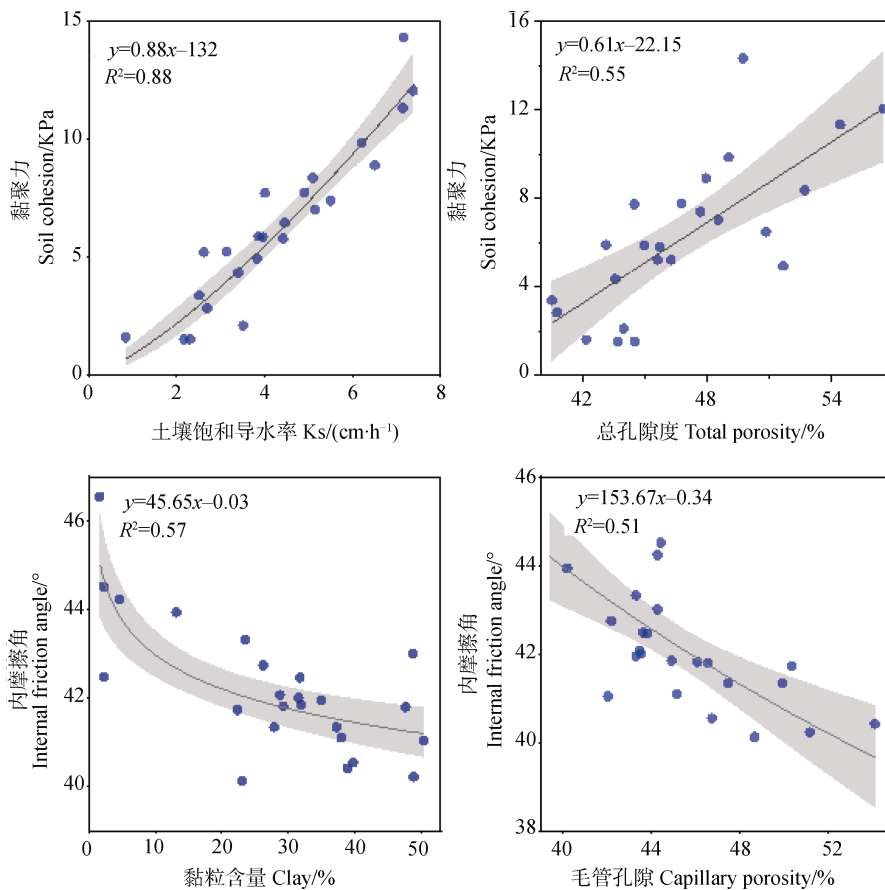 y=0.88x–132
R²=0.88
15
10
5
0
0 2 4 6 8
黏聚力
Soil cohesion/KPa
土壤饱和导水率 Ks/(cm·h⁻¹)
y=0.61x–22.15
R²=0.55
16
12
8
4
0
42 48 54
黏聚力
Soil cohesion/KPa
总孔隙度 Total porosity/%
y=45.65x–0.03
R²=0.57
46
44
42
40
0 10 20 30 40 50
内摩擦角
Internal friction angle/°
黏粒含量 Clay/%
y=153.67x–0.34
R²=0.51
46
44
42
40
38
40 44 48 52
内摩擦角
Internal friction angle/°
毛管孔隙 Capillary porosity/%